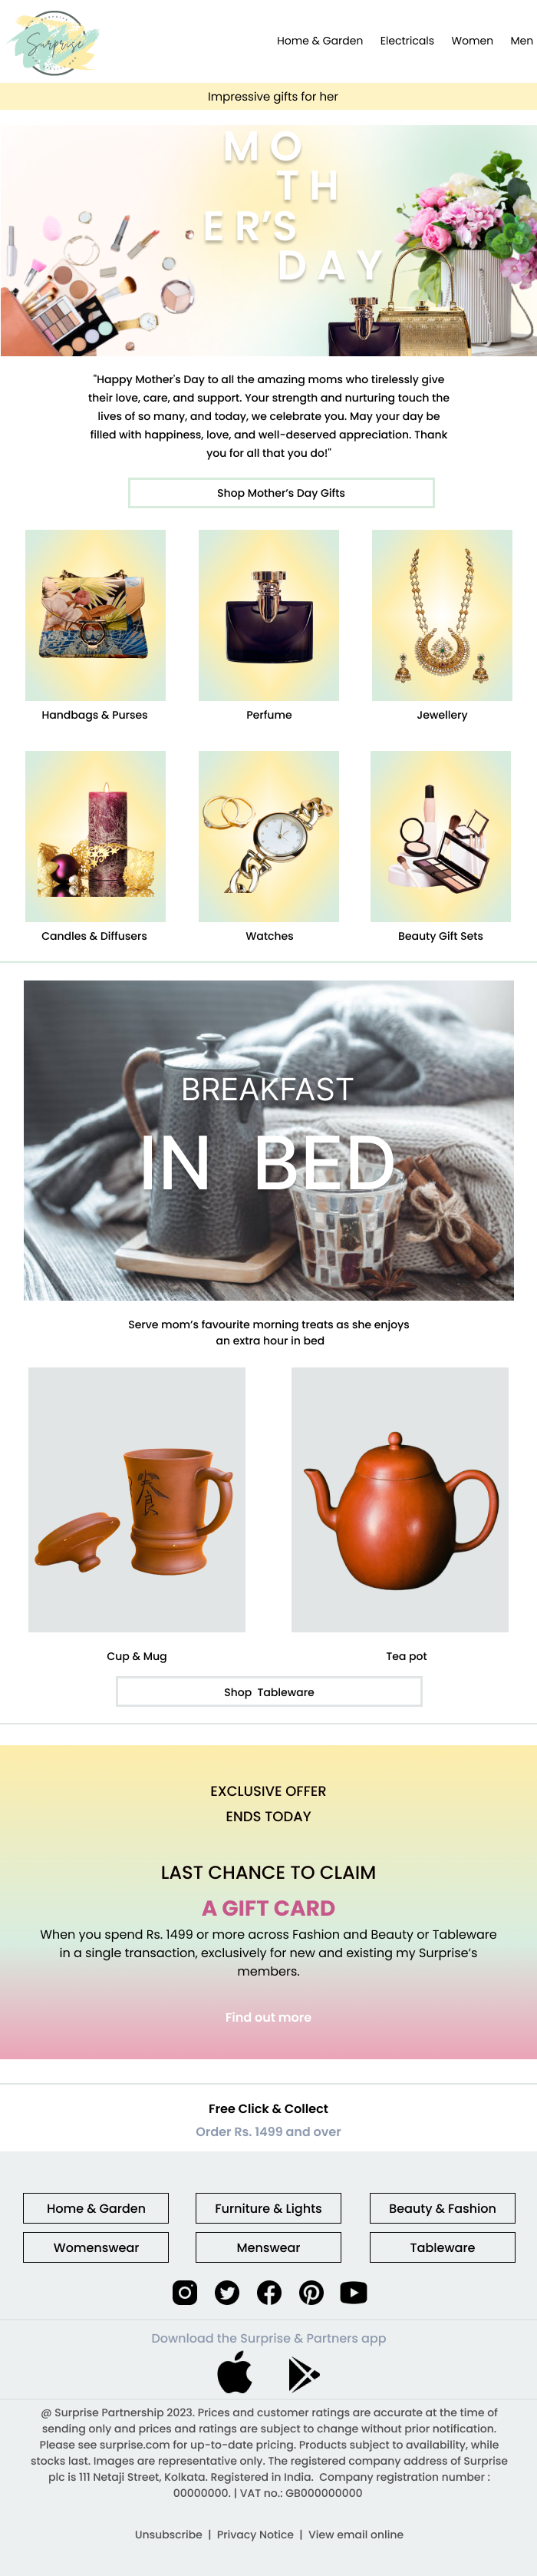 Surprise
Home & Garden Electricals Women Men
Impressive gifts for her
MO
TH
ER'S
DAY
"Happy Mother's Day to all the amazing moms who tirelessly give
their love, care, and support. Your strength and nurturing touch the
lives of so many, and today, we celebrate you. May your day be
filled with happiness, love, and well-deserved appreciation. Thank
you for all that you do!"
Shop Mother's Day Gifts
Handbags & Purses Perfume Jewellery
Candles & Diffusers Watches Beauty Gift Sets
BREAKFAST
IN BED
Serve mom's favourite morning treats as she enjoys
an extra hour in bed
Cup & Mug Tea pot
Shop Tableware
EXCLUSIVE OFFER
ENDS TODAY
LAST CHANCE TO CLAIM
A GIFT CARD
When you spend Rs. 1499 or more across Fashion and Beauty or Tableware
in a single transaction, exclusively for new and existing my Surprise's
members.
Find out more
Free Click & Collect
Order Rs. 1499 and over
Home & Garden Furniture & Lights Beauty & Fashion
Womenswear Menswear Tableware
Download the Surprise & Partners app
@ Surprise Partnership 2023. Prices and customer ratings are accurate at the time of
sending only and prices and ratings are subject to change without prior notification.
Please see surprise.com for up-to-date pricing. Products subject to availability, while
stocks last. Images are representative only. The registered company address of Surprise
plc is 111 Netaji Street, Kolkata. Registered in India. Company registration number :
00000000. | VAT no.: GB000000000
Unsubscribe | Privacy Notice | View email online